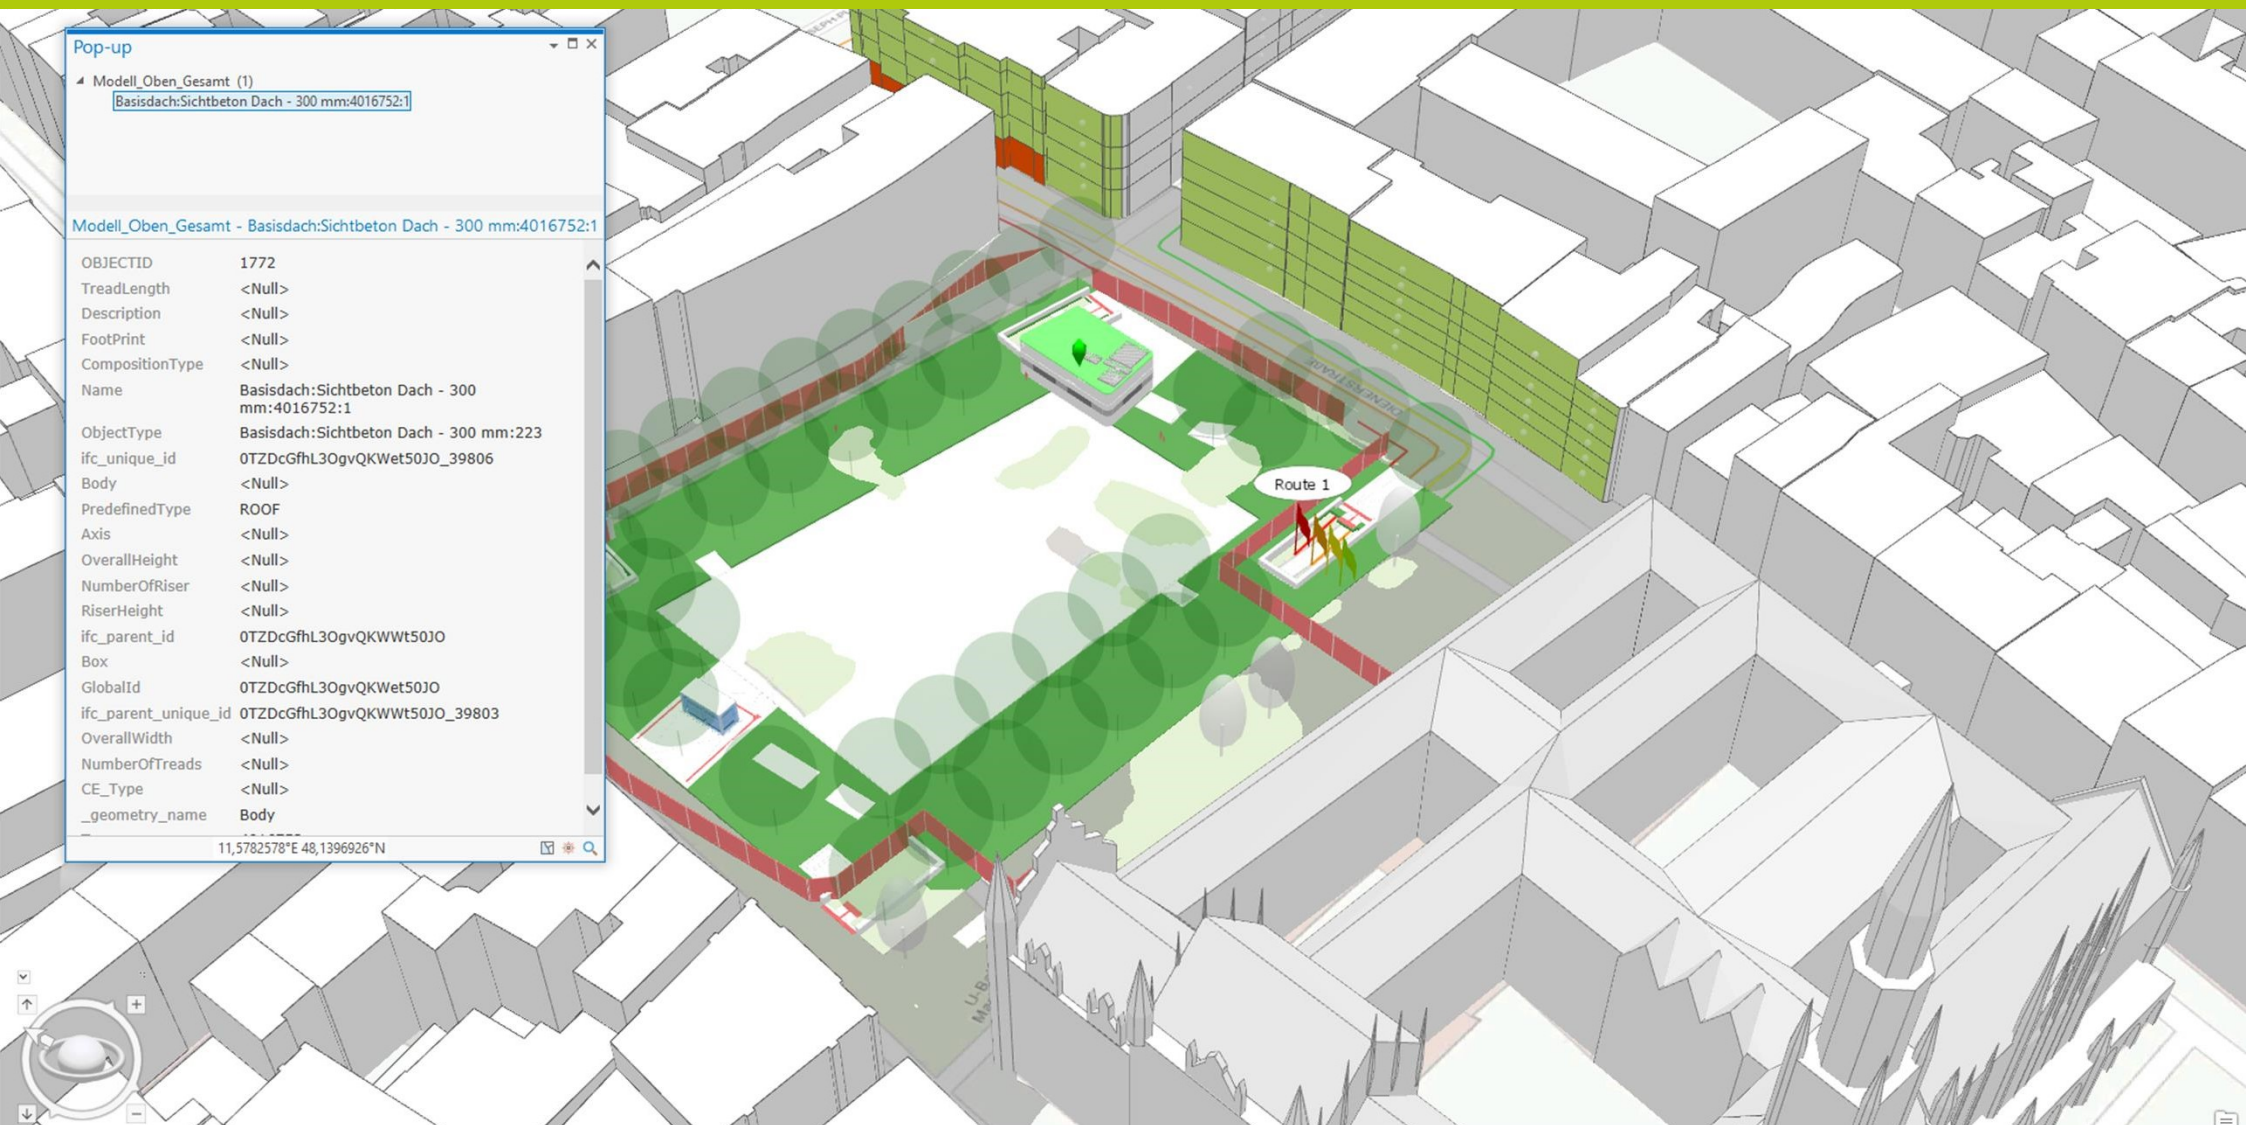 Pop-up
Modell_Oben_Gesamt (1)
Basisdach:Sichtbeton Dach - 300 mm:4016752:1
Modell_Oben_Gesamt - Basisdach:Sichtbeton Dach - 300 mm:4016752:1
OBJECTID 1772
TreadLength <Null>
Description <Null>
FootPrint <Null>
CompositionType <Null>
Name Basisdach:Sichtbeton Dach - 300
mm:4016752:1
ObjectType Basisdach:Sichtbeton Dach - 300 mm:223
ifc_unique_id 0TZDcGfhL3OgvQKWet50JO_39806
Body <Null>
PredefinedType ROOF
Axis <Null>
OverallHeight <Null>
NumberOfRiser <Null>
RiserHeight <Null>
ifc_parent_id 0TZDcGfhL3OgvQKWWt50JO
Box <Null>
GlobalId 0TZDcGfhL3OgvQKWet50JO
ifc_parent_unique_id 0TZDcGfhL3OgvQKWWt50JO_39803
OverallWidth <Null>
NumberOfTreads <Null>
CE_Type <Null>
_geometry_name Body
11,5782578°E 48,1396926°N
DIENERSTRAßE
Route 1